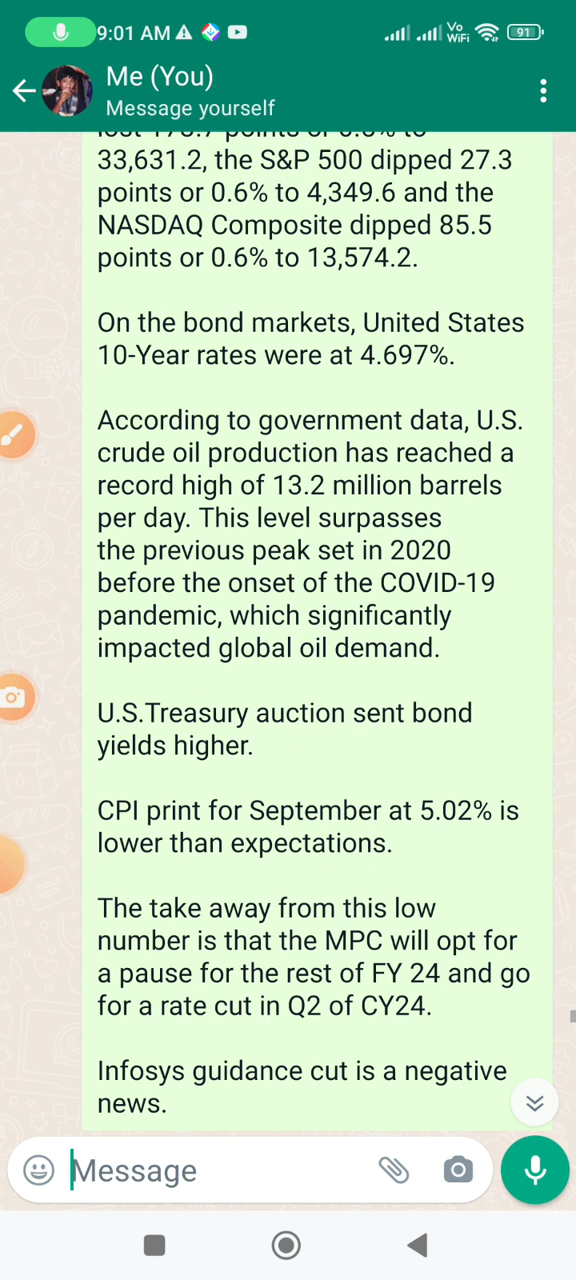 9:01 AM
Vo
WiFi
91
Me (You)
Message yourself
33,631.2, the S&P 500 dipped 27.3
points or 0.6% to 4,349.6 and the
NASDAQ Composite dipped 85.5
points or 0.6% to 13,574.2.
On the bond markets, United States
10-Year rates were at 4.697%.
According to government data, U.S.
crude oil production has reached a
record high of 13.2 million barrels
per day. This level surpasses
the previous peak set in 2020
before the onset of the COVID-19
pandemic, which significantly
impacted global oil demand.
U.S.Treasury auction sent bond
yields higher.
CPI print for September at 5.02% is
lower than expectations.
The take away from this low
number is that the MPC will opt for
a pause for the rest of FY 24 and go
for a rate cut in Q2 of CY24.
Infosys guidance cut is a negative
news.
Message